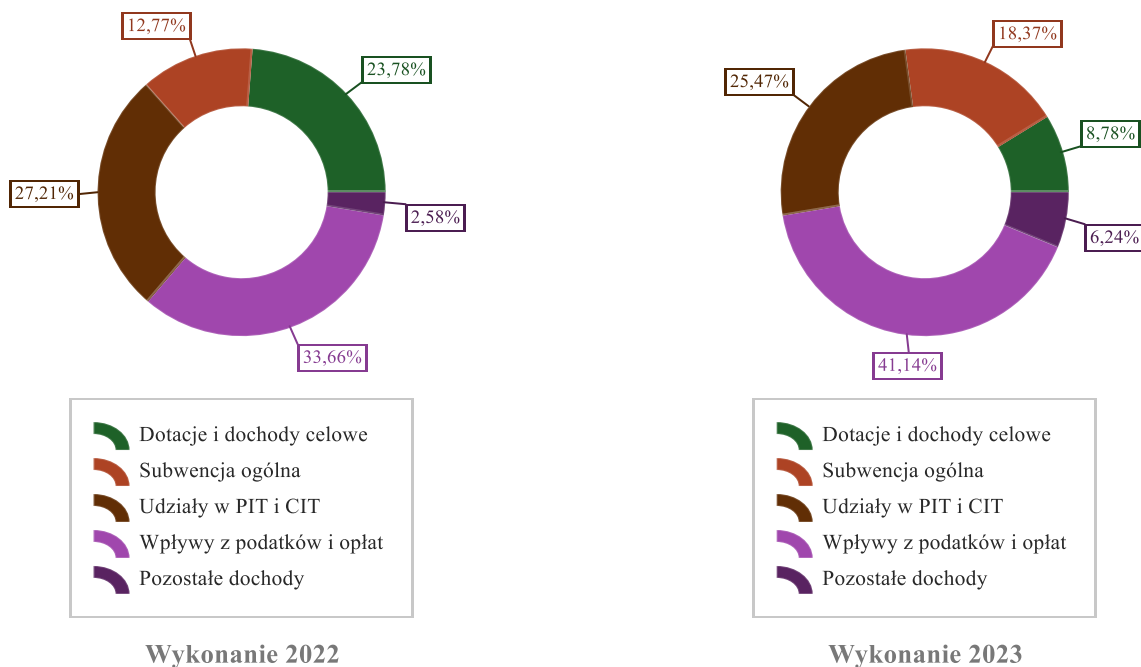 12,77%
23,78%
27,21%
2,58%
33,66%
Dotacje i dochody celowe
Subwencja ogólna
Udziały w PIT i CIT
Wpływy z podatków i opłat
Pozostałe dochody
Wykonanie 2022
18,37%
25,47%
8,78%
6,24%
41,14%
Dotacje i dochody celowe
Subwencja ogólna
Udziały w PIT i CIT
Wpływy z podatków i opłat
Pozostałe dochody
Wykonanie 2023